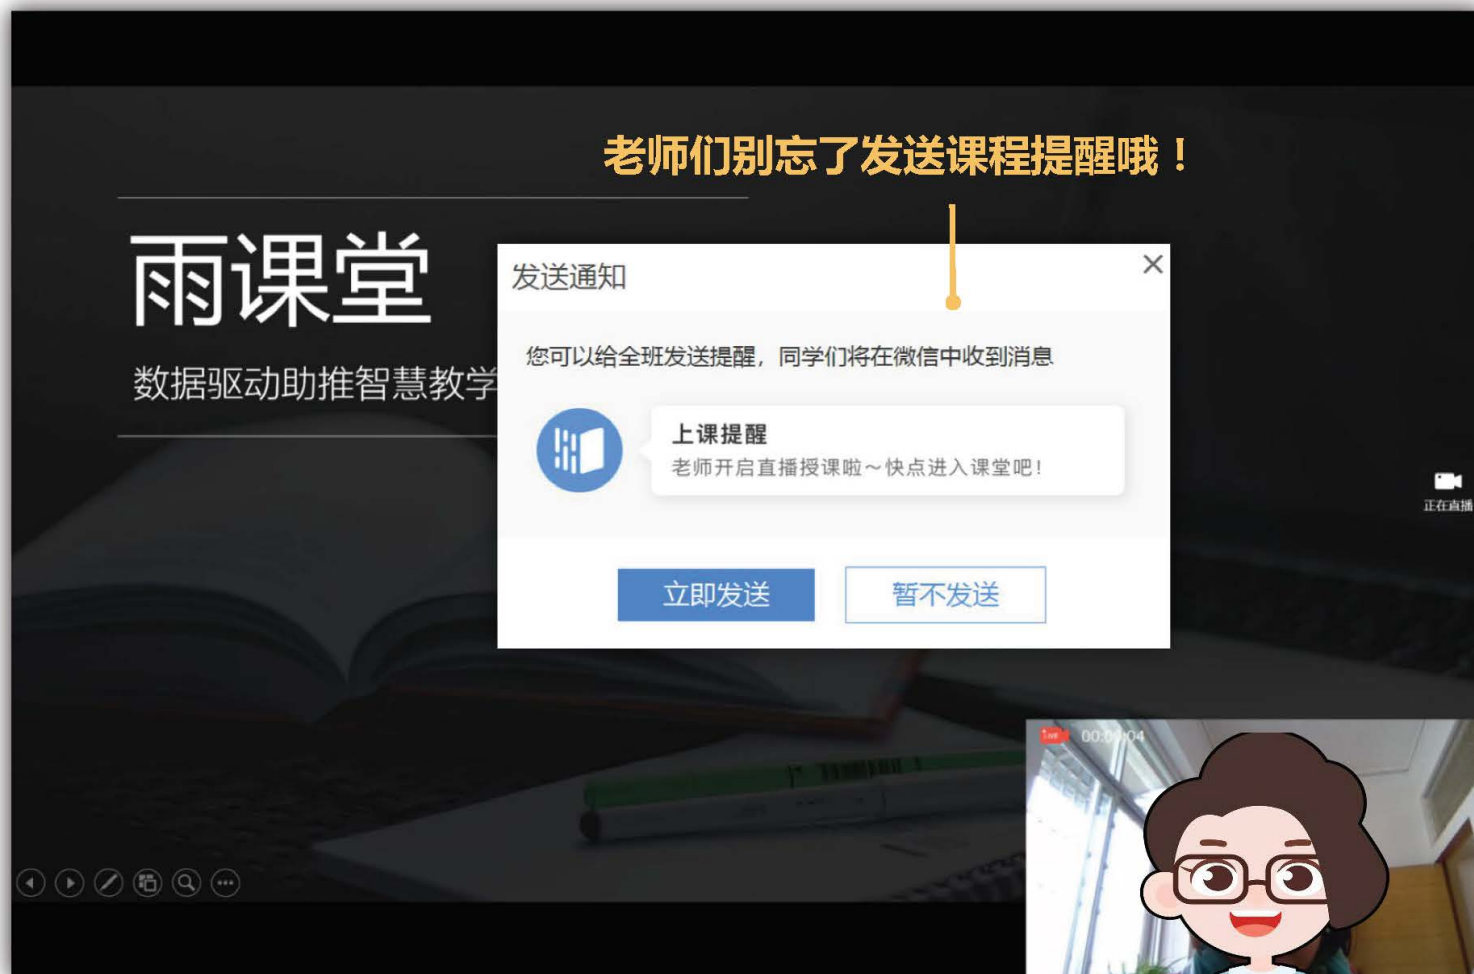 老师们别忘了发送课程提醒哦！
雨课堂
数据驱动助推智慧教学
发送通知
您可以给全班发送提醒，同学们将在微信中收到消息
上课提醒
老师开启直播授课啦～快点进入课堂吧！
立即发送
暂不发送
正在直播
Live